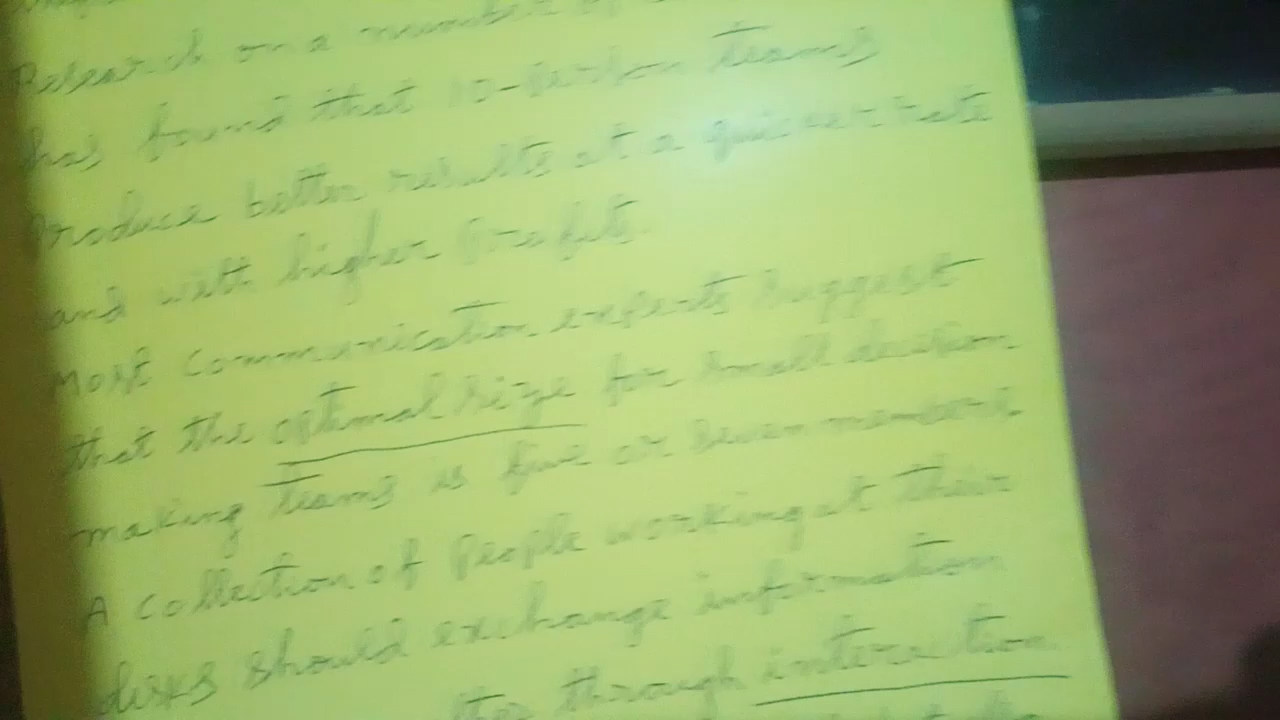 Research on a number of
has found that 10-Person teams
Produce better results at a quicker rate
and with higher Profits.
Most Communication experts suggest
that the optimal size for small decision
making teams is five or seven members
A collection of People working at their
disks should exchange information
through interaction